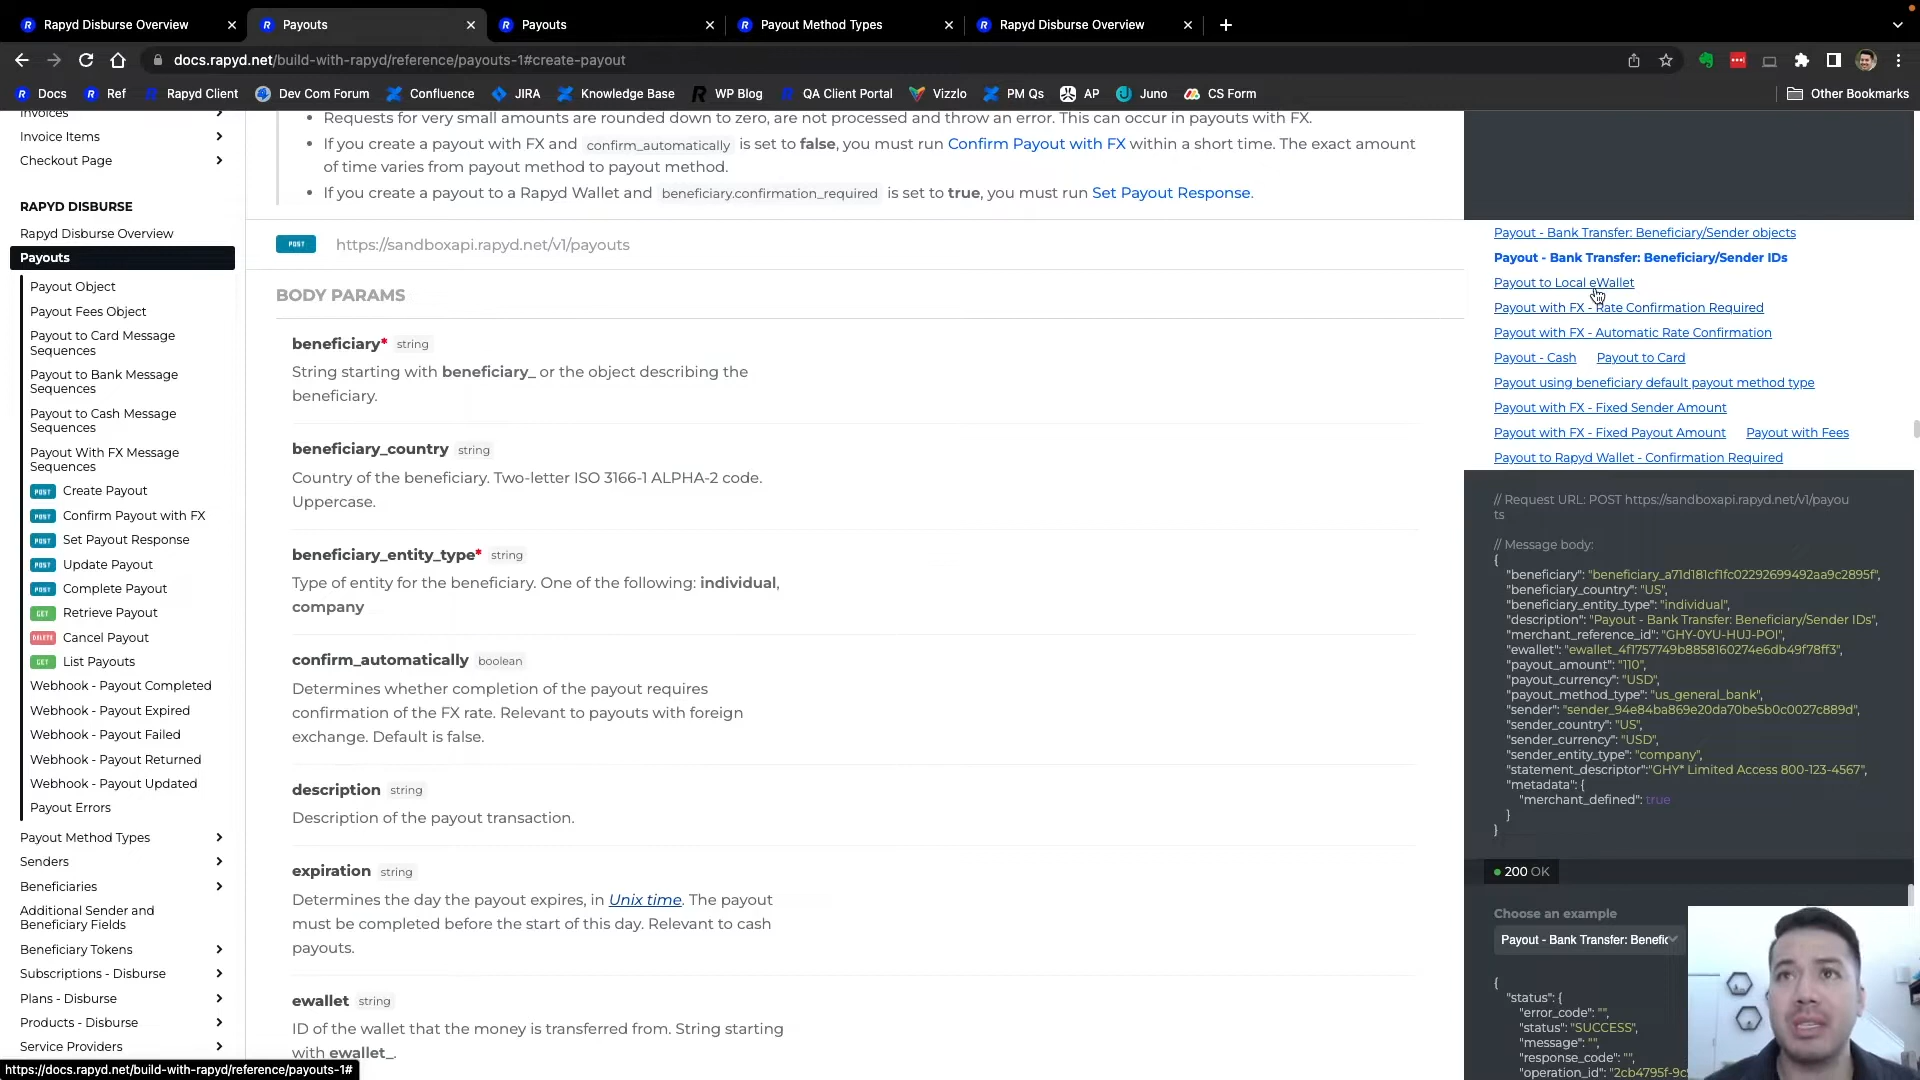 Rapyd Disburse Overview
Payouts
Payouts
Payout Method Types
Rapyd Disburse Overview
docs.rapyd.net/build-with-rapyd/reference/payouts-1#create-payout
Docs
Ref
Rapyd Client
Dev Com Forum
Confluence
JIRA
Knowledge Base
WP Blog
QA Client Portal
Vizzlo
PM Qs
AP
Juno
CS Form
Other Bookmarks
Invoices
Invoice Items
Checkout Page
RAPYD DISBURSE
Rapyd Disburse Overview
Payouts
Payout Object
Payout Fees Object
Payout to Card Message
Sequences
Payout to Bank Message
Sequences
Payout to Cash Message
Sequences
Payout With FX Message
Sequences
POST Create Payout
POST Confirm Payout with FX
POST Set Payout Response
POST Update Payout
POST Complete Payout
GET Retrieve Payout
DELETE Cancel Payout
GET List Payouts
Webhook - Payout Completed
Webhook - Payout Expired
Webhook - Payout Failed
Webhook - Payout Returned
Webhook - Payout Updated
Payout Errors
Payout Method Types
Senders
Beneficiaries
Additional Sender and
Beneficiary Fields
Beneficiary Tokens
Subscriptions - Disburse
Plans - Disburse
Products - Disburse
Service Providers
https://docs.rapyd.net/build-with-rapyd/reference/payouts-1#
• Requests for very small amounts are rounded down to zero, are not processed and throw an error. This can occur in payouts with FX.
• If you create a payout with FX and confirm_automatically is set to false, you must run Confirm Payout with FX within a short time. The exact amount
of time varies from payout method to payout method.
• If you create a payout to a Rapyd Wallet and beneficiary.confirmation_required is set to true, you must run Set Payout Response.
POST https://sandboxapi.rapyd.net/v1/payouts
BODY PARAMS
beneficiary* string
String starting with beneficiary_ or the object describing the
beneficiary.
beneficiary_country string
Country of the beneficiary. Two-letter ISO 3166-1 ALPHA-2 code.
Uppercase.
beneficiary_entity_type* string
Type of entity for the beneficiary. One of the following: individual,
company
confirm_automatically boolean
Determines whether completion of the payout requires
confirmation of the FX rate. Relevant to payouts with foreign
exchange. Default is false.
description string
Description of the payout transaction.
expiration string
Determines the day the payout expires, in Unix time. The payout
must be completed before the start of this day. Relevant to cash
payouts.
ewallet string
ID of the wallet that the money is transferred from. String starting
with ewallet_.
Payout - Bank Transfer: Beneficiary/Sender objects
Payout - Bank Transfer: Beneficiary/Sender IDs
Payout to Local eWallet
Payout with FX - Rate Confirmation Required
Payout with FX - Automatic Rate Confirmation
Payout - Cash Payout to Card
Payout using beneficiary default payout method type
Payout with FX - Fixed Sender Amount
Payout with FX - Fixed Payout Amount Payout with Fees
Payout to Rapyd Wallet - Confirmation Required
// Request URL: POST https://sandboxapi.rapyd.net/v1/payou
ts
// Message body:
{
"beneficiary": "beneficiary_a71d181cf1fc02292699492aa9c2895f",
"beneficiary_country": "US",
"beneficiary_entity_type": "individual",
"description": "Payout - Bank Transfer: Beneficiary/Sender IDs",
"merchant_reference_id": "GHY-0YU-HUJ-POI",
"ewallet": "ewallet_4f1757749b8858160274e6db49f78ff3",
"payout_amount": "110",
"payout_currency": "USD",
"payout_method_type": "us_general_bank",
"sender": "sender_94e84ba869e20da70be5b0c0027c889d",
"sender_country": "US",
"sender_currency": "USD",
"sender_entity_type": "company",
"statement_descriptor":"GHY* Limited Access 800-123-4567",
"metadata": {
"merchant_defined": true
}
}
200 OK
Choose an example
Payout - Bank Transfer: Benefic
{
"status": {
"error_code": "",
"status": "SUCCESS",
"message": "",
"response_code": "",
"operation_id": "2cb4795f-9c